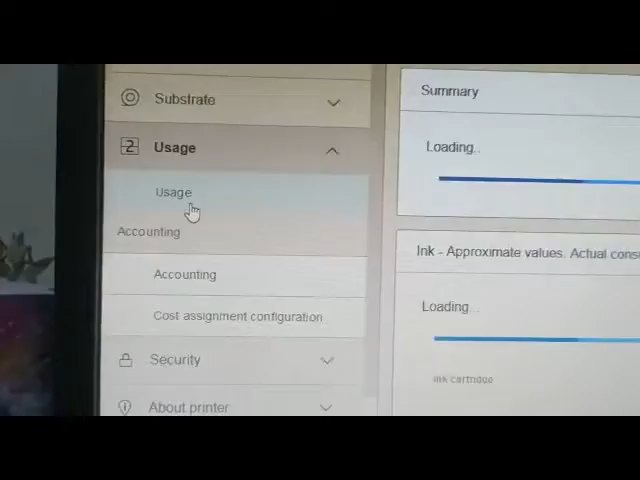 Substrate
Usage
Usage
Accounting
Accounting
Cost assignment configuration
Security
About printer
Summary
Loading..
Ink - Approximate values. Actual cons
Loading...
Ink cartridge